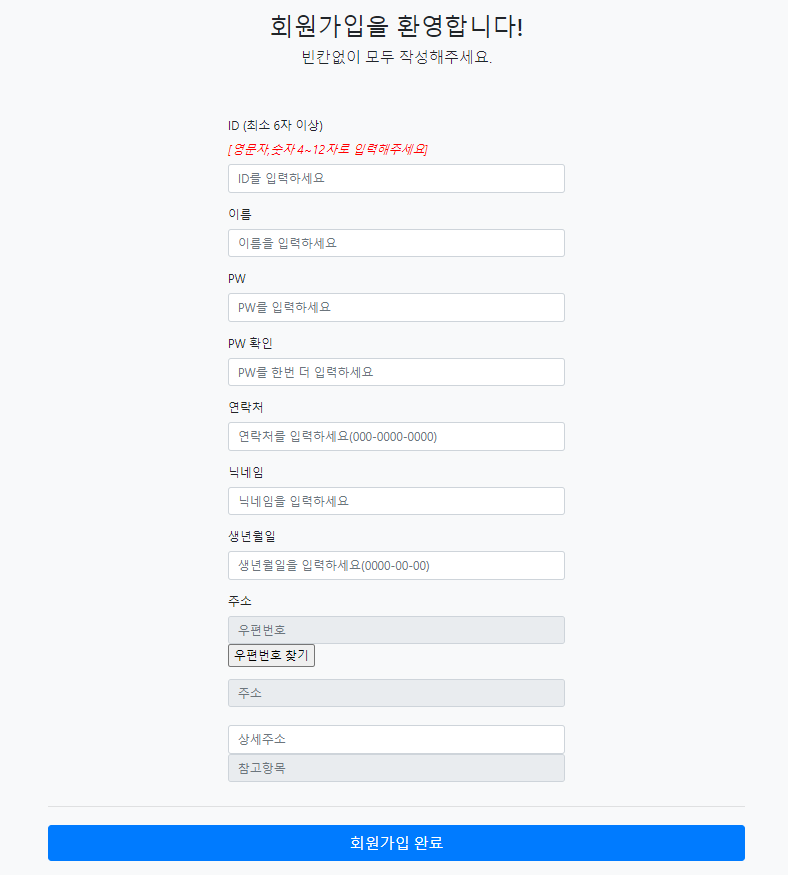 회원가입을 환영합니다!
빈칸없이 모두 작성해주세요.
ID (최소 6자 이상)
[영문자,숫자 4~12자로 입력해주세요]
ID를 입력하세요
이름
이름을 입력하세요
PW
PW를 입력하세요
PW 확인
PW를 한번 더 입력하세요
연락처
연락처를 입력하세요(000-0000-0000)
닉네임
닉네임을 입력하세요
생년월일
생년월일을 입력하세요(0000-00-00)
주소
우편번호
우편번호 찾기
주소
상세주소
참고항목
회원가입 완료